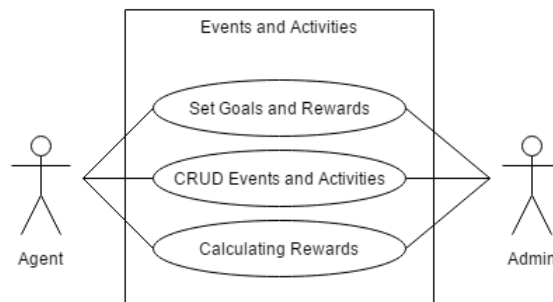 Events and Activities
Set Goals and Rewards
CRUD Events and Activities
Calculating Rewards
Agent
Admin